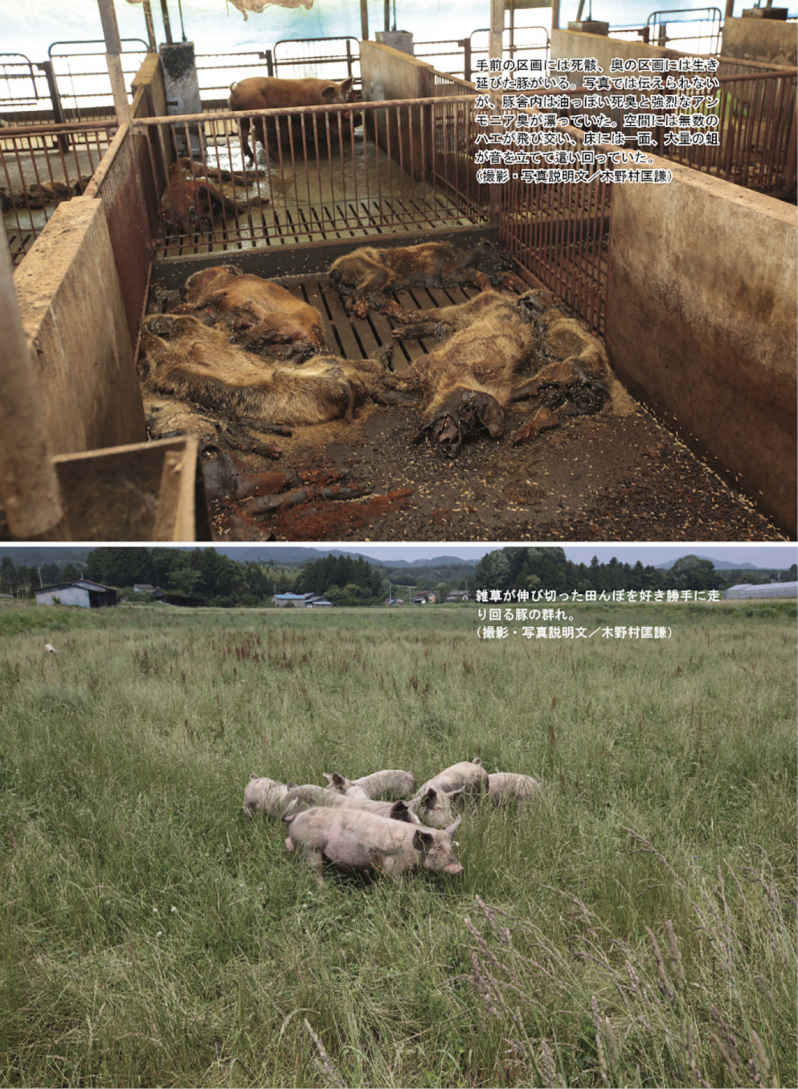 手前の区画には死骸、奥の区画には生き
延びた豚がいる。写真では伝えられない
が、豚舎内は油っぽい死臭と強烈なアン
モニア臭が漂っていた。空間には無数の
ハエが飛び交い、床には一面、大量の蛆
が音を立てて這い回っていた。
(撮影・写真説明文／木野村匡謙)
雑草が伸び切った田んぼを好き勝手に走
り回る豚の群れ。
(撮影・写真説明文／木野村匡謙)